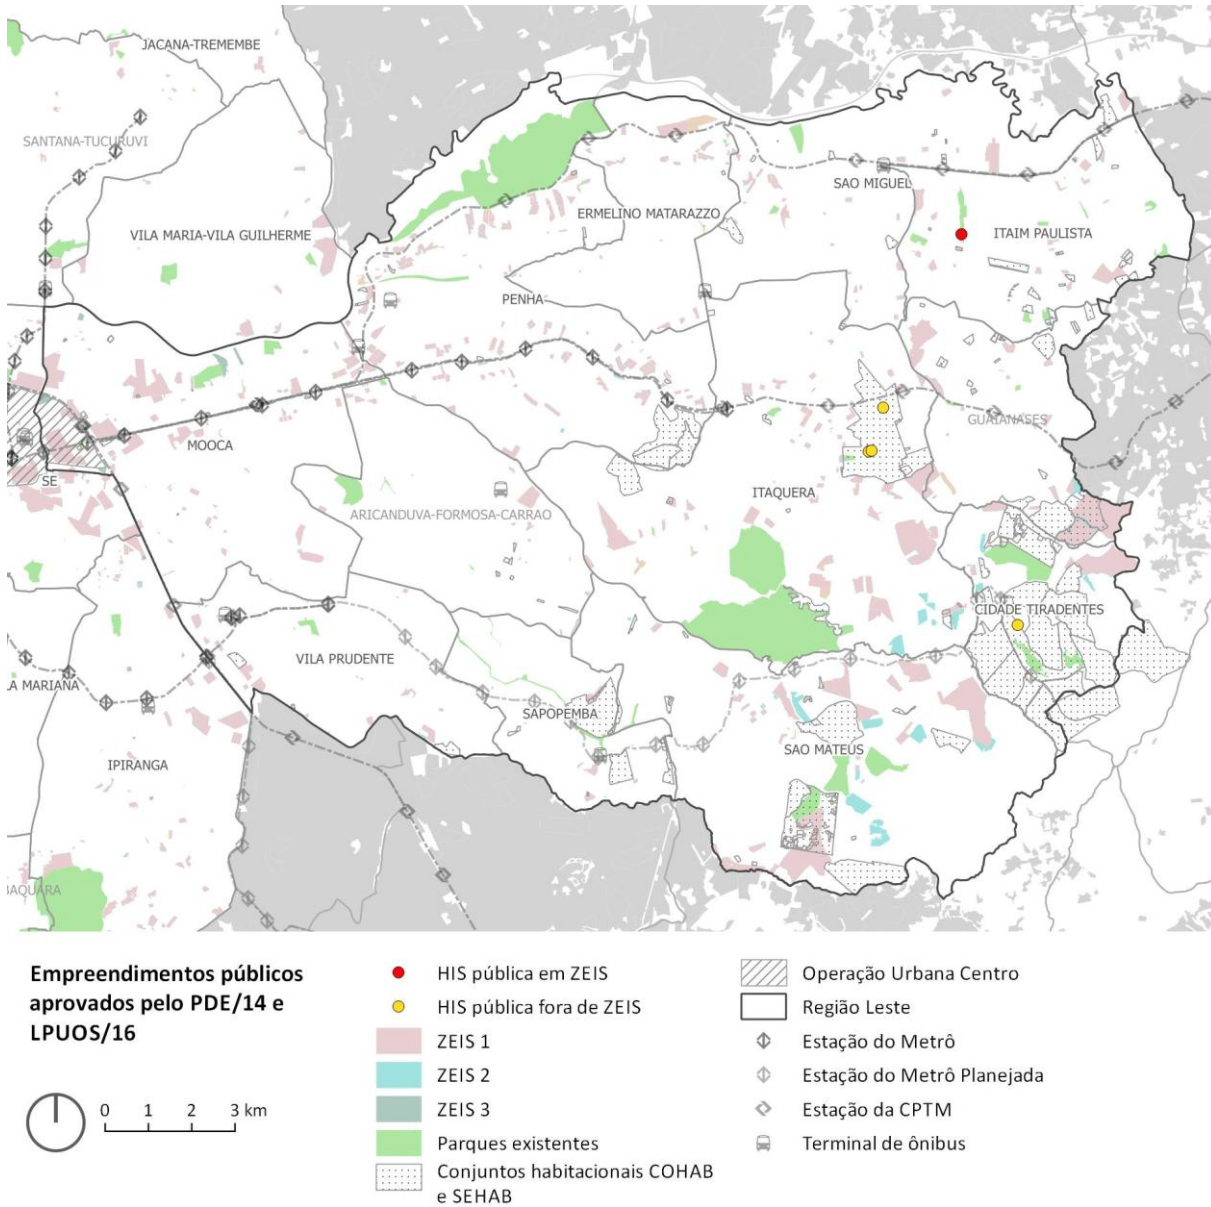 JACANA-TREMEMBE
SANTANA-TUCURUVI
SAO MIGUEL
ERMELINO MATARAZZO
VILA MARIA-VILA GUILHERME
ITAIM PAULISTA
PENHA
GUAIANASES
MOOCA
SE
ITAQUERA
ARICANDUVA-FORMOSA-CARRAO
CIDADE TIRADENTES
VILA PRUDENTE
LA MARIANA
SAPOPEMBA
SAO MATEUS
IPIRANGA
BAQUARA
Empreendimentos públicos
aprovados pelo PDE/14 e
LPUOS/16
0 1 2 3 km
HIS pública em ZEIS
HIS pública fora de ZEIS
ZEIS 1
ZEIS 2
ZEIS 3
Parques existentes
Conjuntos habitacionais COHAB
e SEHAB
Operação Urbana Centro
Região Leste
Estação do Metrô
Estação do Metrô Planejada
Estação da CPTM
Terminal de ônibus